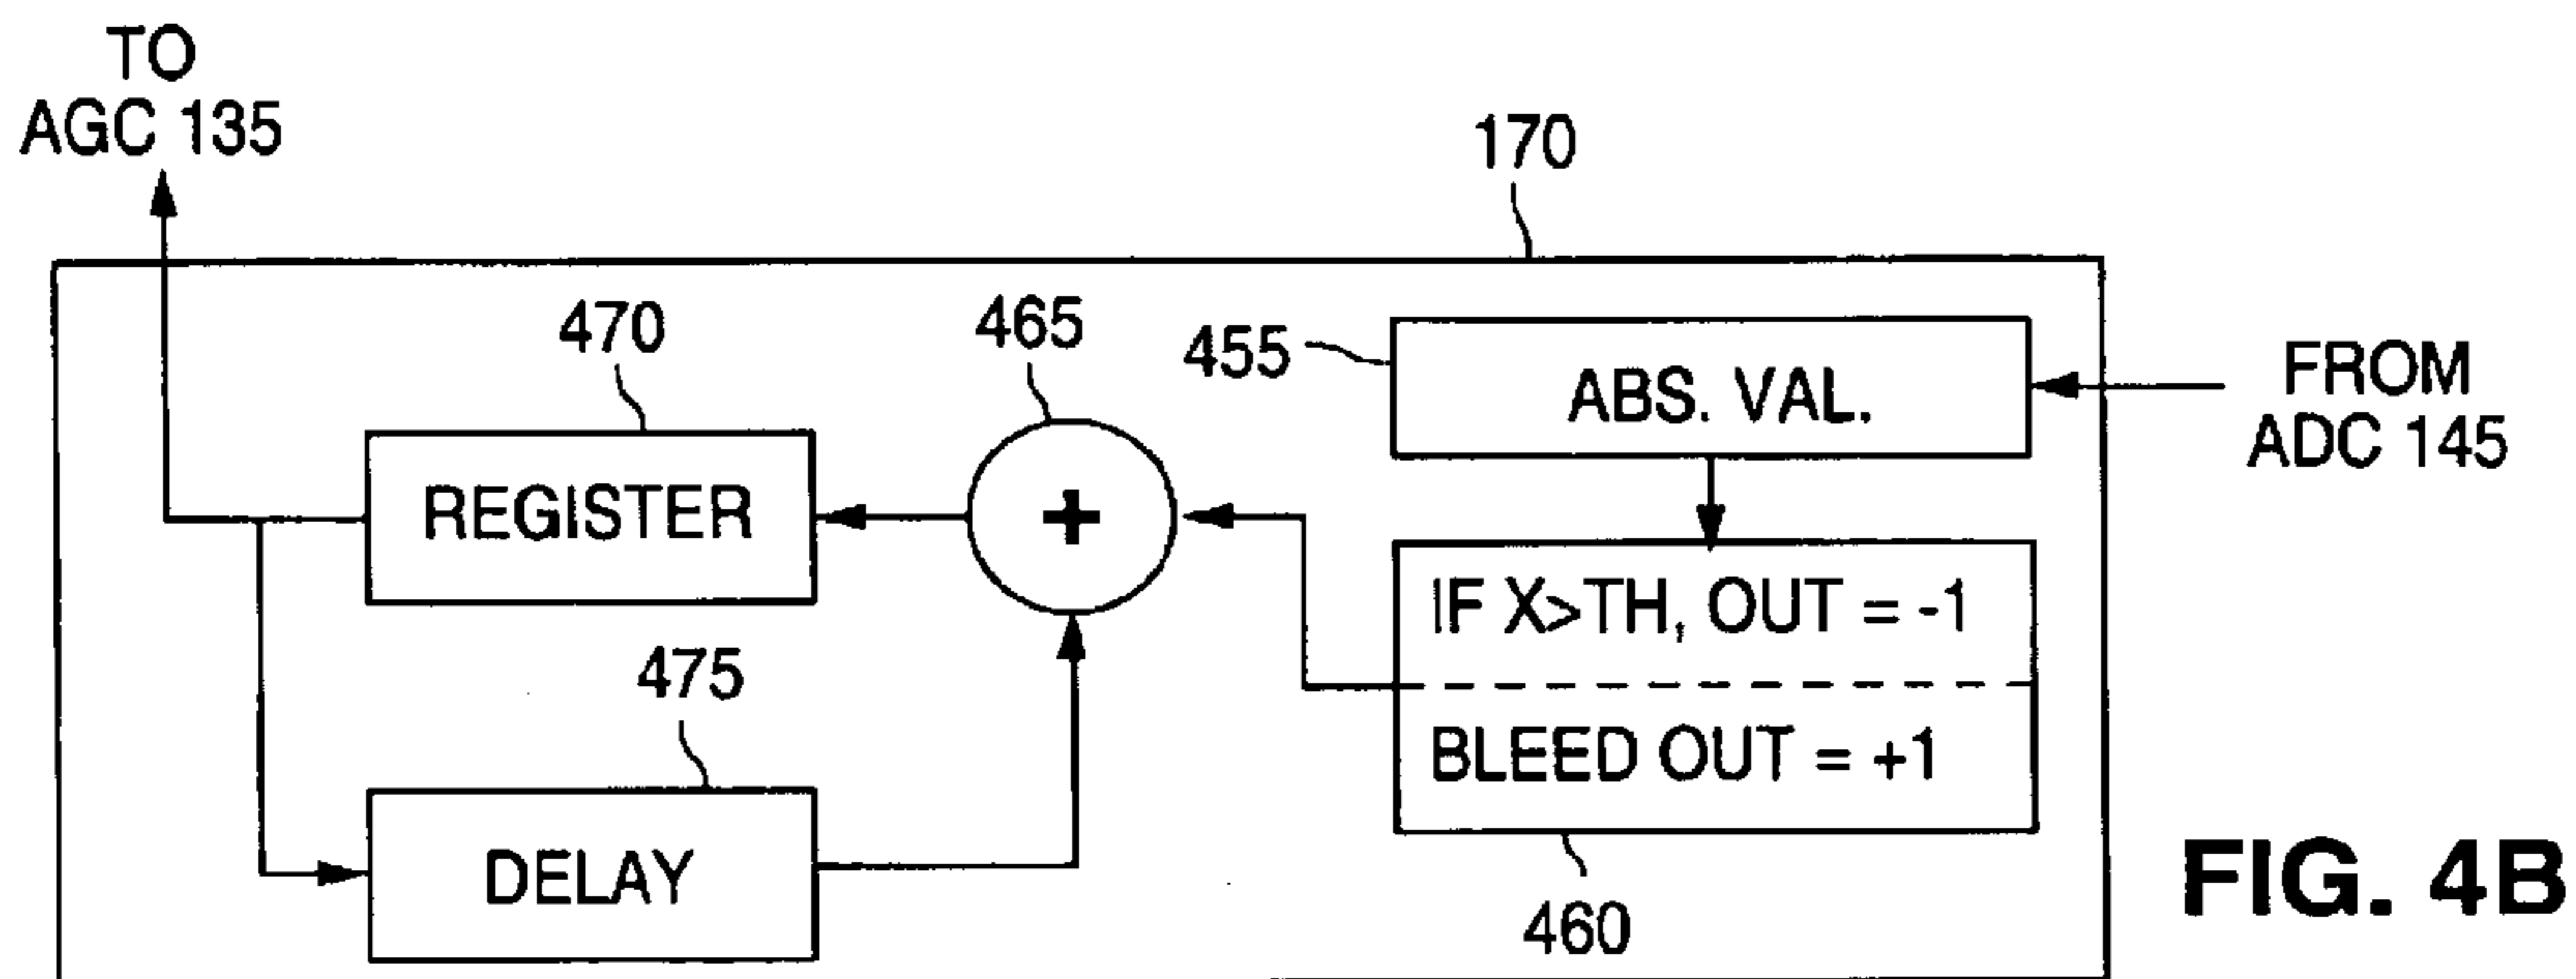 TO
AGC 135
170
470
465
455
ABS. VAL.
FROM
ADC 145
REGISTER
+
IF X>TH, OUT = -1
BLEED OUT = +1
475
DELAY
460
FIG. 4B